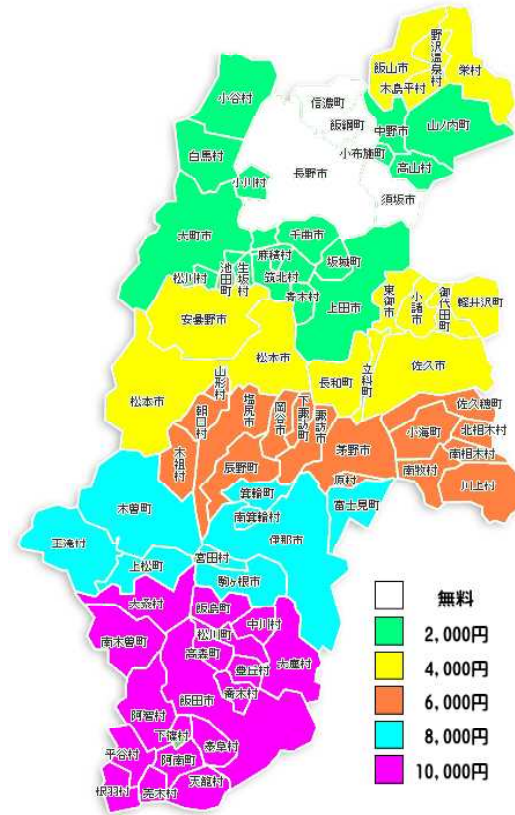 野沢温泉村
飯山市
栄村
木島平村
小谷村
信濃町
飯綱町
中野市
山ノ内町
白馬村
小布施町
高山村
小川村
長野市
須坂市
大町市
千曲市
麻績村
坂城町
生坂村
池田町
松川村
筑北村
青木村
上田市
東御市
小諸市
御代田町
軽井沢町
安曇野市
松本市
立科町
佐久市
長和町
松本市
山形村
朝日村
塩尻市
岡谷市
下諏訪町
諏訪市
佐久穂町
小海町
北相木村
茅野市
南相木村
木祖村
辰野町
南牧村
川上村
原村
箕輪町
富士見町
木曽町
南箕輪村
伊那市
王滝村
宮田村
上松町
駒ヶ根市
大桑村
飯島町
中川村
松川町
南木曽町
高森町
豊丘村
大鹿村
喬木村
飯田市
阿智村
下條村
泰阜村
平谷村
阿南町
天龍村
根羽村
売木村
無料
2,000円
4,000円
6,000円
8,000円
10,000円